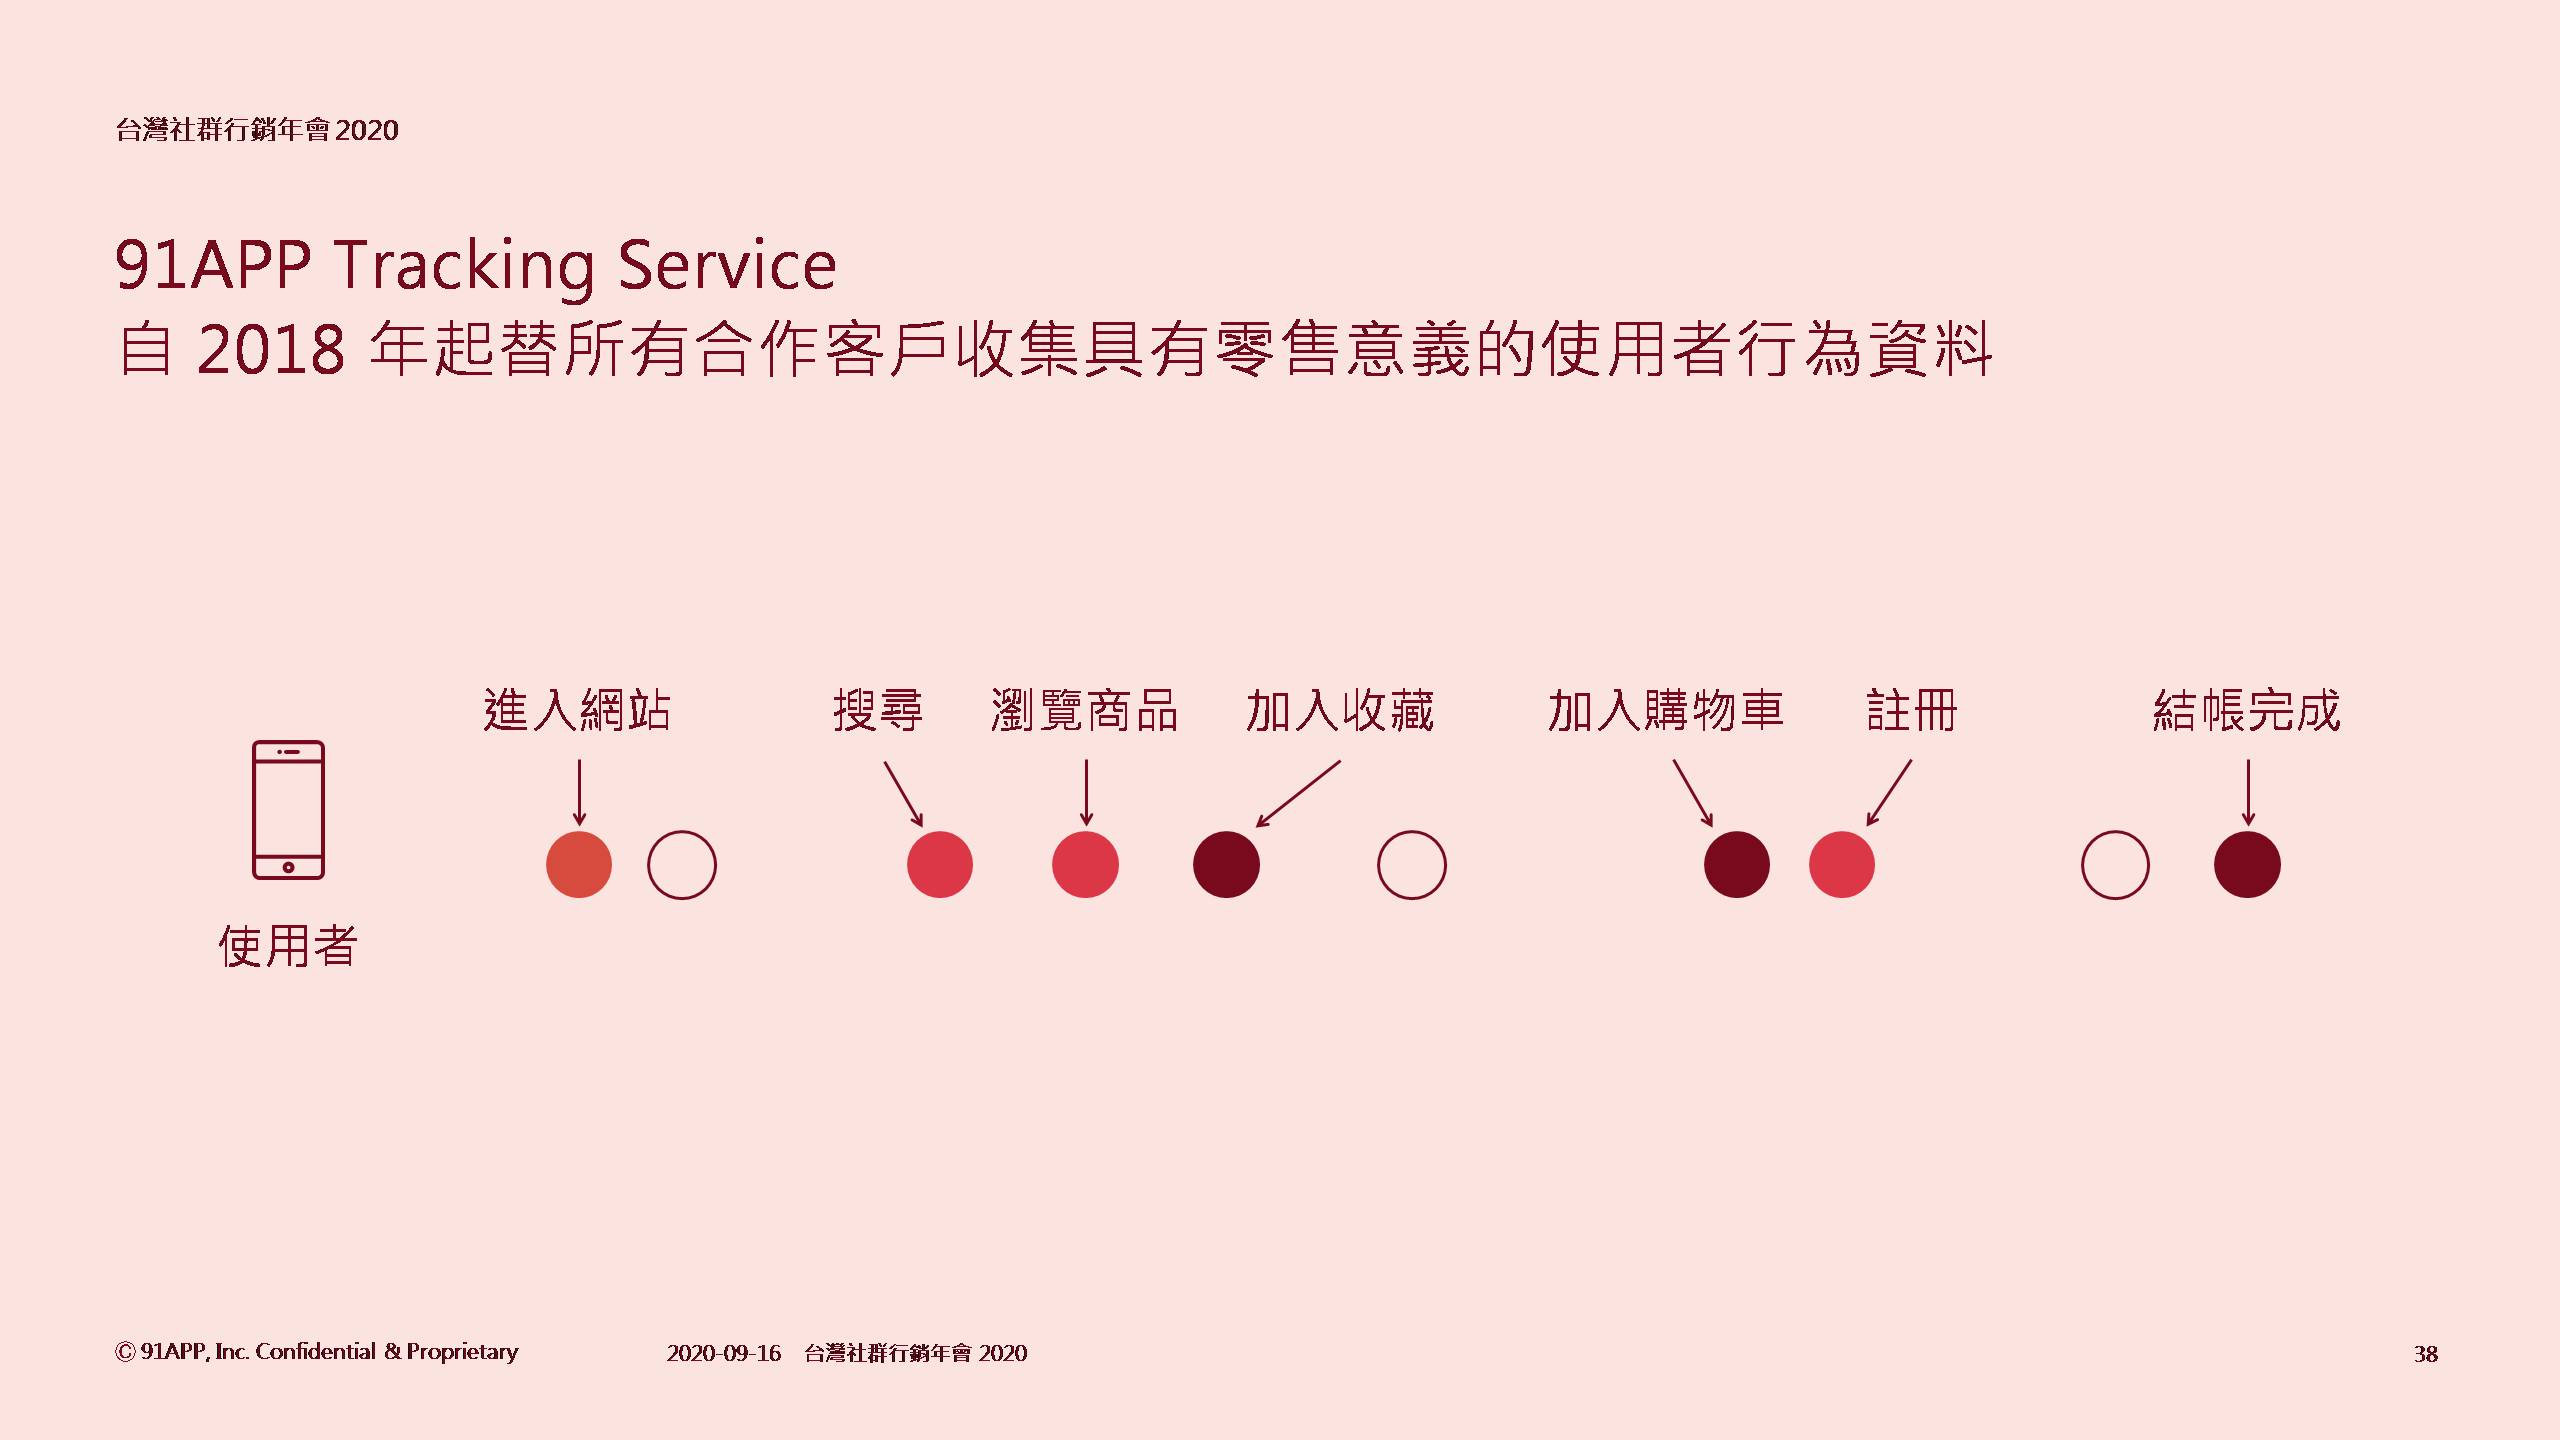 台灣社群行銷年會 2020
91APP Tracking Service
自 2018 年起替所有合作客戶收集具有零售意義的使用者行為資料
進入網站
搜尋
瀏覽商品
加入收藏
加入購物車
註冊
結帳完成
使用者
© 91APP, Inc. Confidential & Proprietary
2020-09-16 台灣社群行銷年會 2020
38